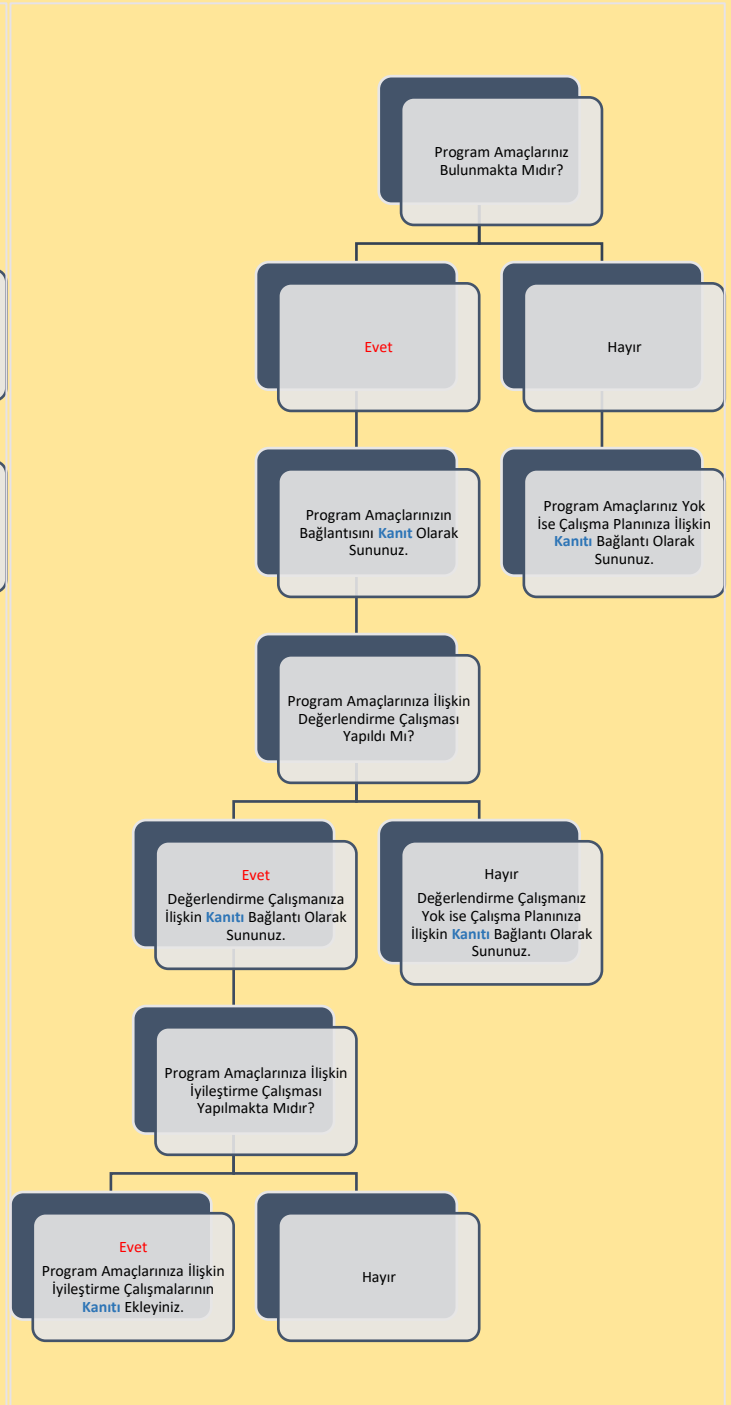 Program Amaçlarınız
Bulunmakta Mıdır?
Evet
Hayır
Program Amaçlarınızın
Bağlantısını Kanıt Olarak
Sununuz.
Program Amaçlarınız Yok
İse Çalışma Planınıza İlişkin
Kanıtı Bağlantı Olarak
Sununuz.
Program Amaçlarınıza İlişkin
Değerlendirme Çalışması
Yapıldı Mı?
Evet
Değerlendirme Çalışmanıza
İlişkin Kanıtı Bağlantı Olarak
Sununuz.
Hayır
Değerlendirme Çalışmanız
Yok ise Çalışma Planınıza
İlişkin Kanıtı Bağlantı Olarak
Sununuz.
Program Amaçlarınıza İlişkin
İyileştirme Çalışması
Yapılmakta Mıdır?
Evet
Program Amaçlarınıza İlişkin
İyileştirme Çalışmalarının
Kanıtı Ekleyiniz.
Hayır